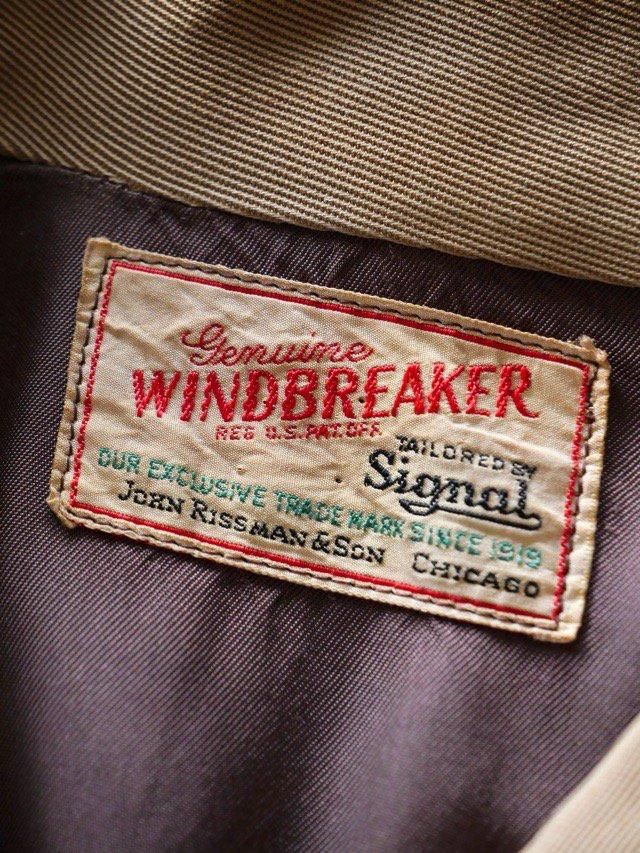 Genuine
WINDBREAKER
REG U.S. PAT. OFF.
TAILORED BY
Signal
OUR EXCLUSIVE TRADE MARK SINCE 1919
JOHN RISSMAN & SON CHICAGO